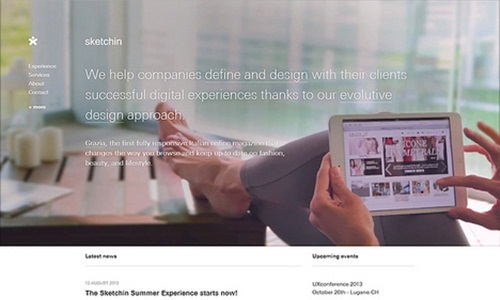 sketchin
Experience
Services
About
Contact
+ more
We help companies define and design with their clients
successful digital experiences thanks to our evolutive
design approach.
Grazia, the first fully responsive Italian online magazine that
changes the way you browse and keep up to date on fashion,
beauty, and lifestyle.
Latest news
Upcoming events
12 AUGUST 2013
The Sketchin Summer Experience starts now!
UXconference 2013
October 26th - Lugano-CH